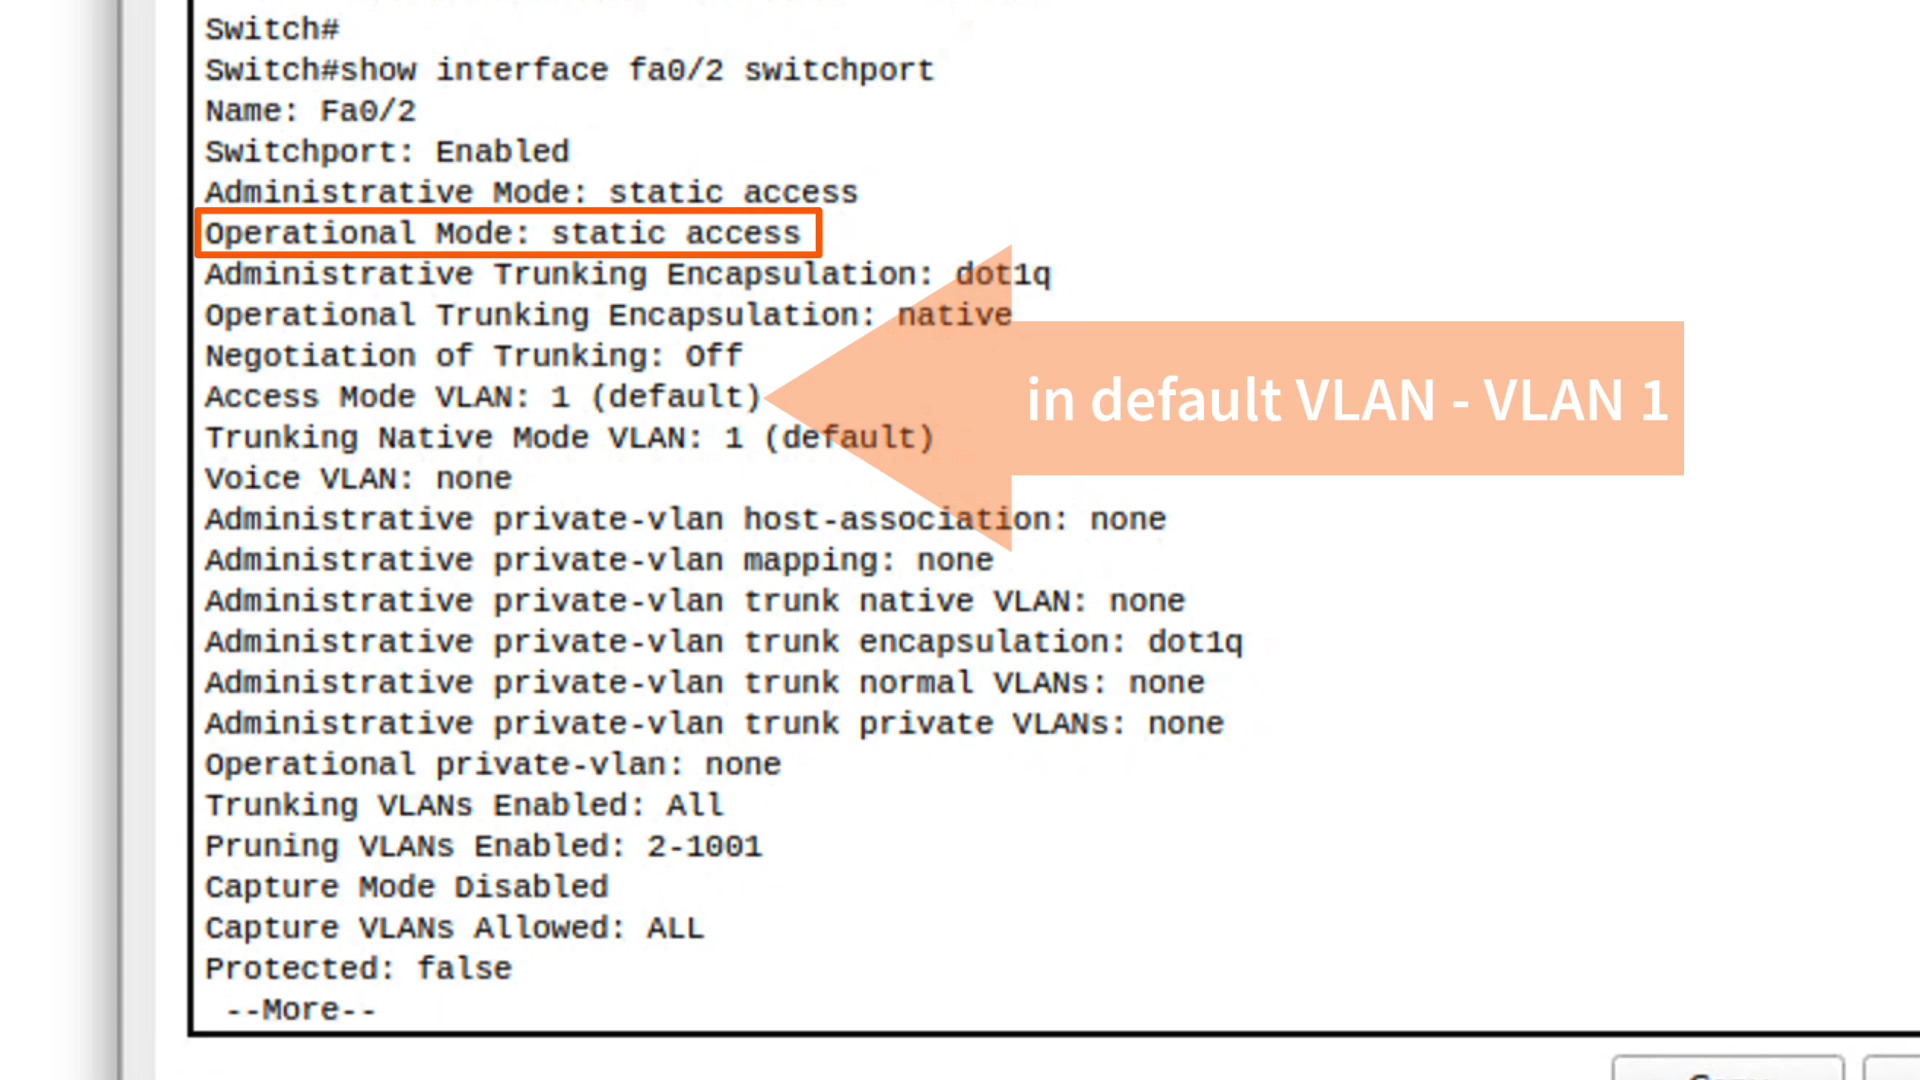 Switch#
Switch#show interface fa0/2 switchport
Name: Fa0/2
Switchport: Enabled
Administrative Mode: static access
Operational Mode: static access
Administrative Trunking Encapsulation: dot1q
Operational Trunking Encapsulation: native
Negotiation of Trunking: Off
Access Mode VLAN: 1 (default)
in default VLAN - VLAN 1
Trunking Native Mode VLAN: 1 (default)
Voice VLAN: none
Administrative private-vlan host-association: none
Administrative private-vlan mapping: none
Administrative private-vlan trunk native VLAN: none
Administrative private-vlan trunk encapsulation: dot1q
Administrative private-vlan trunk normal VLANs: none
Administrative private-vlan trunk private VLANs: none
Operational private-vlan: none
Trunking VLANs Enabled: All
Pruning VLANs Enabled: 2-1001
Capture Mode Disabled
Capture VLANs Allowed: ALL
Protected: false
--More--